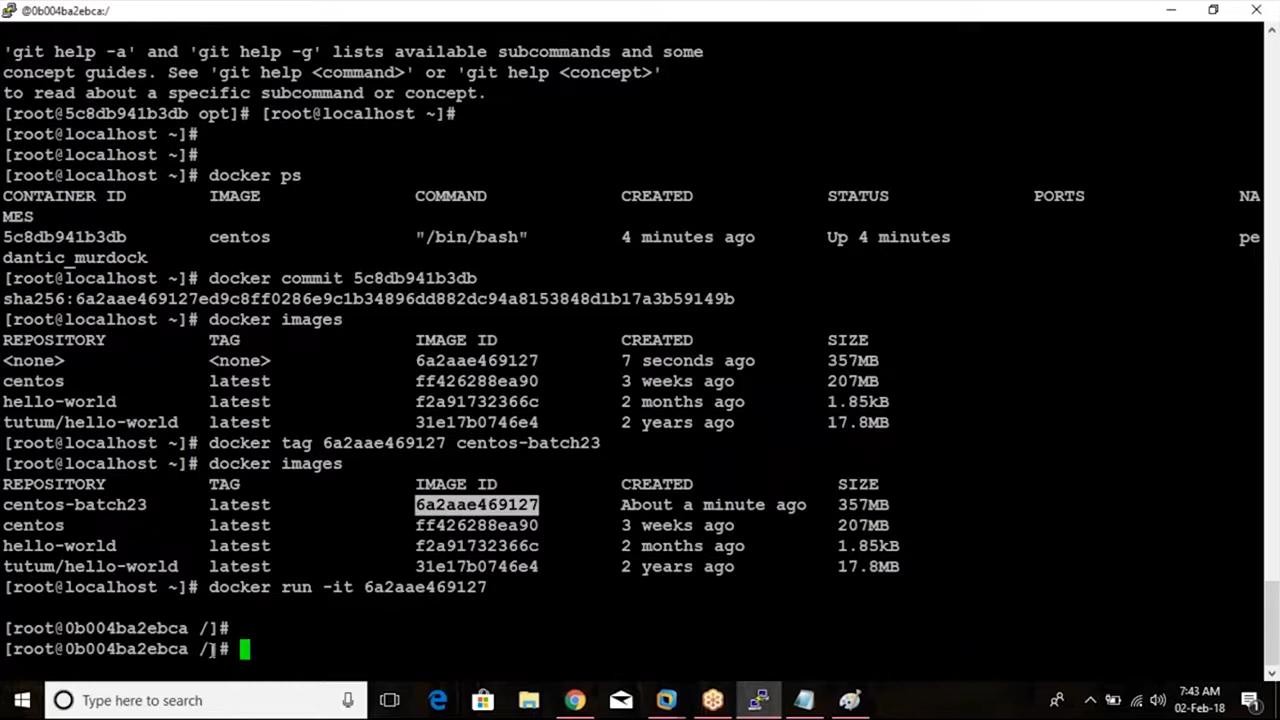 @0b004ba2ebca:/
'git help -a' and 'git help -g' lists available subcommands and some
concept guides. See 'git help <command>' or 'git help <concept>'
to read about a specific subcommand or concept.
[root@5c8db941b3db opt]# [root@localhost ~]#
[root@localhost ~]#
[root@localhost ~]#
[root@localhost ~]# docker ps
CONTAINER ID IMAGE COMMAND CREATED STATUS PORTS NA
MES
5c8db941b3db centos "/bin/bash" 4 minutes ago Up 4 minutes pe
dantic_murdock
[root@localhost ~]# docker commit 5c8db941b3db
sha256:6a2aae469127ed9c8ff0286e9c1b34896dd882dc94a8153848d1b17a3b59149b
[root@localhost ~]# docker images
REPOSITORY TAG IMAGE ID CREATED SIZE
<none> <none> 6a2aae469127 7 seconds ago 357MB
centos latest ff426288ea90 3 weeks ago 207MB
hello-world latest f2a91732366c 2 months ago 1.85kB
tutum/hello-world latest 31e17b0746e4 2 years ago 17.8MB
[root@localhost ~]# docker tag 6a2aae469127 centos-batch23
[root@localhost ~]# docker images
REPOSITORY TAG IMAGE ID CREATED SIZE
centos-batch23 latest 6a2aae469127 About a minute ago 357MB
centos latest ff426288ea90 3 weeks ago 207MB
hello-world latest f2a91732366c 2 months ago 1.85kB
tutum/hello-world latest 31e17b0746e4 2 years ago 17.8MB
[root@localhost ~]# docker run -it 6a2aae469127
[root@0b004ba2ebca /]#
[root@0b004ba2ebca /]#
Type here to search
7:43 AM
02-Feb-18
1